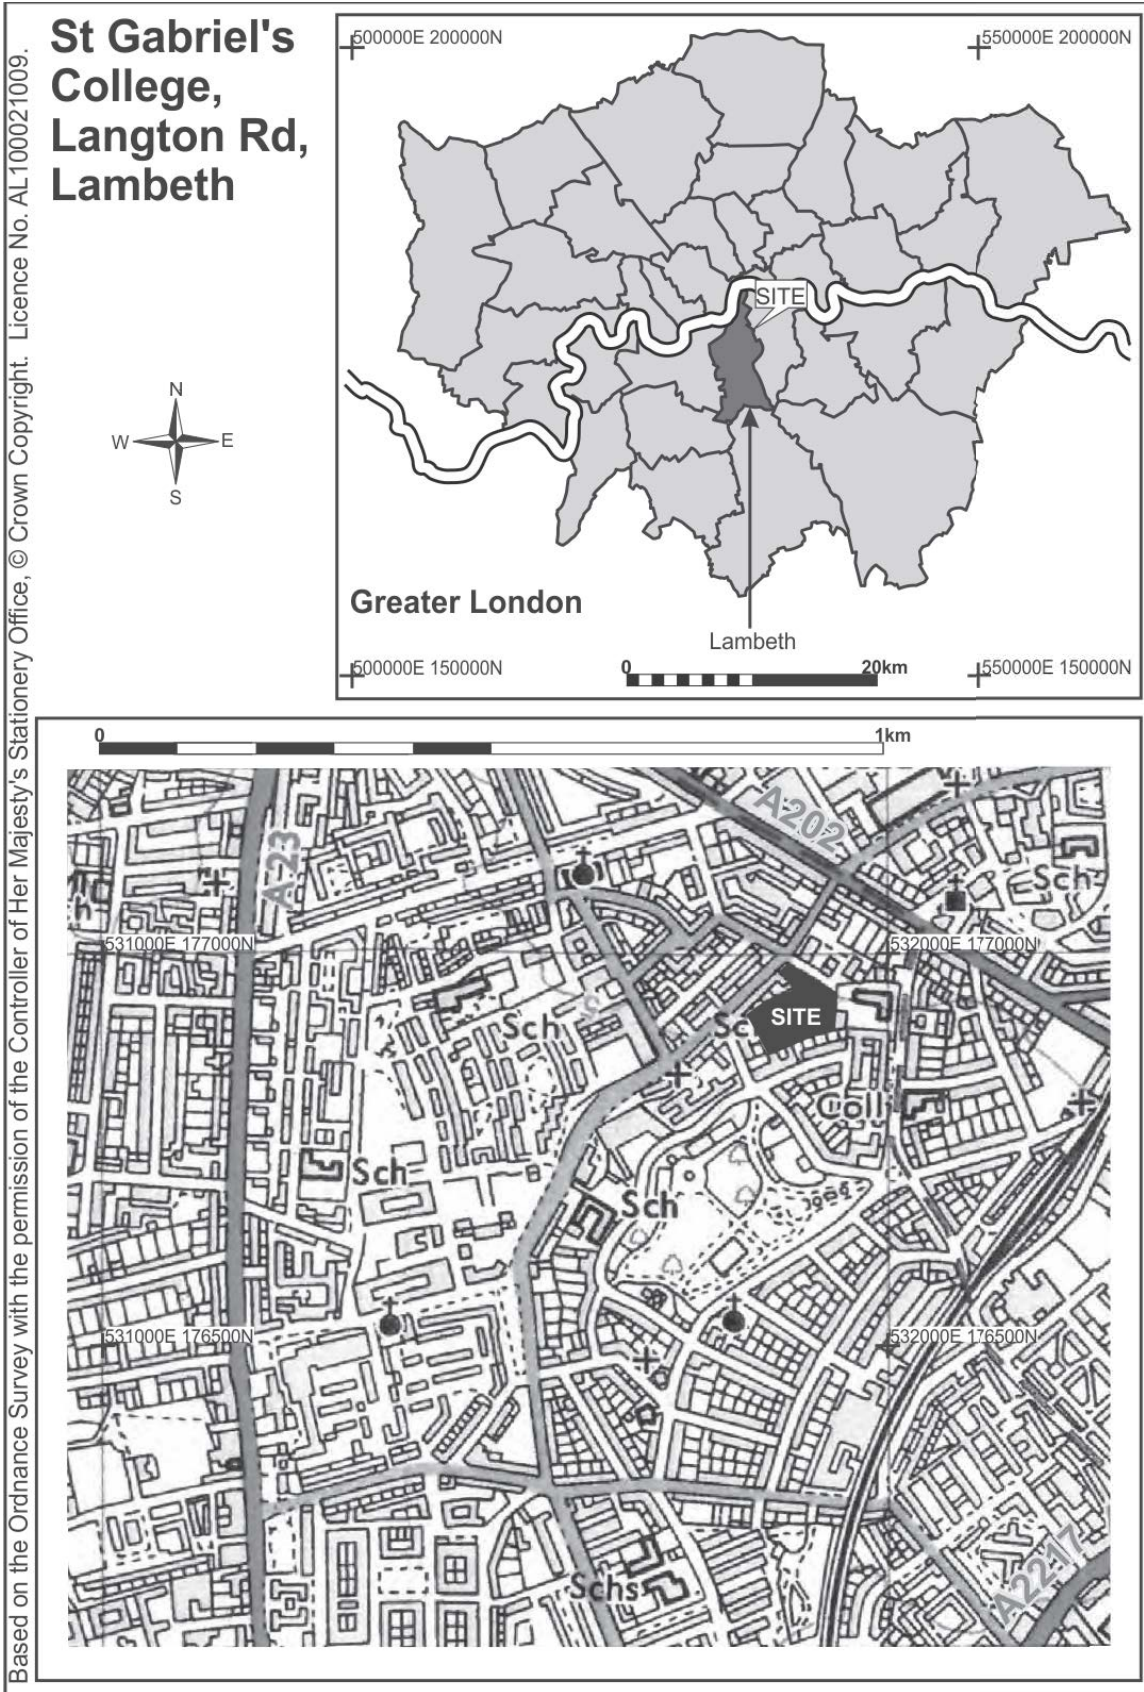 St Gabriel's
College,
Langton Rd,
Lambeth
Based on the Ordnance Survey with the permission of the Controller of Her Majesty's Stationery Office, © Crown Copyright. Licence No. AL100021009.
N
W
E
S
500000E 200000N
550000E 200000N
SITE
Greater London
Lambeth
500000E 150000N
0
20km
550000E 150000N
0
1km
A202
A-23
Sch
531000E 177000N
532000E 177000N
Sch
Sc
SITE
Coll
Sch
Sch
531000E 176500N
532000E 176500N
Schs
A2217